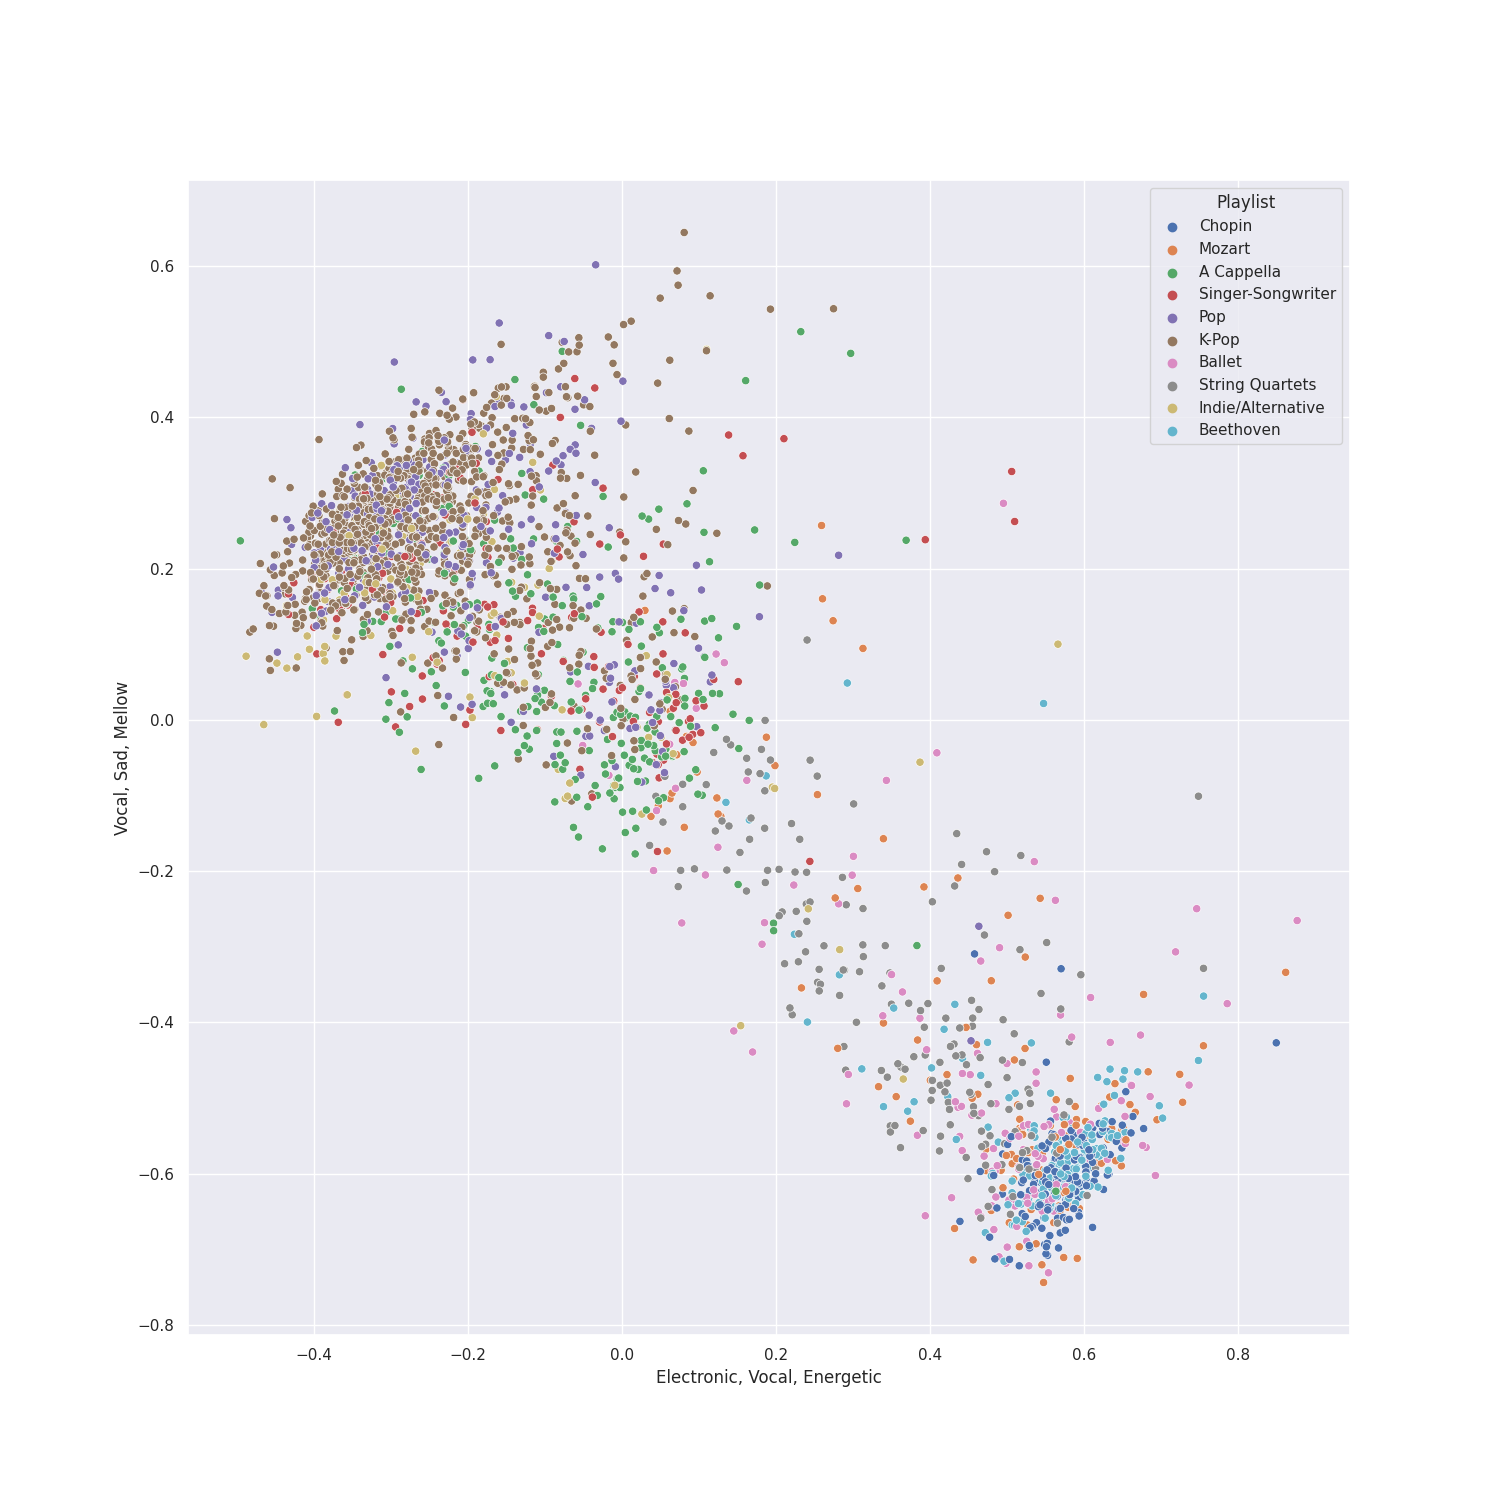 Playlist
Chopin
Mozart
A Cappella
Singer-Songwriter
Pop
K-Pop
Ballet
String Quartets
Indie/Alternative
Beethoven
0.6
0.4
0.2
0.0
−0.2
−0.4
−0.6
−0.8
Vocal, Sad, Mellow
−0.4 −0.2 0.0 0.2 0.4 0.6 0.8
Electronic, Vocal, Energetic